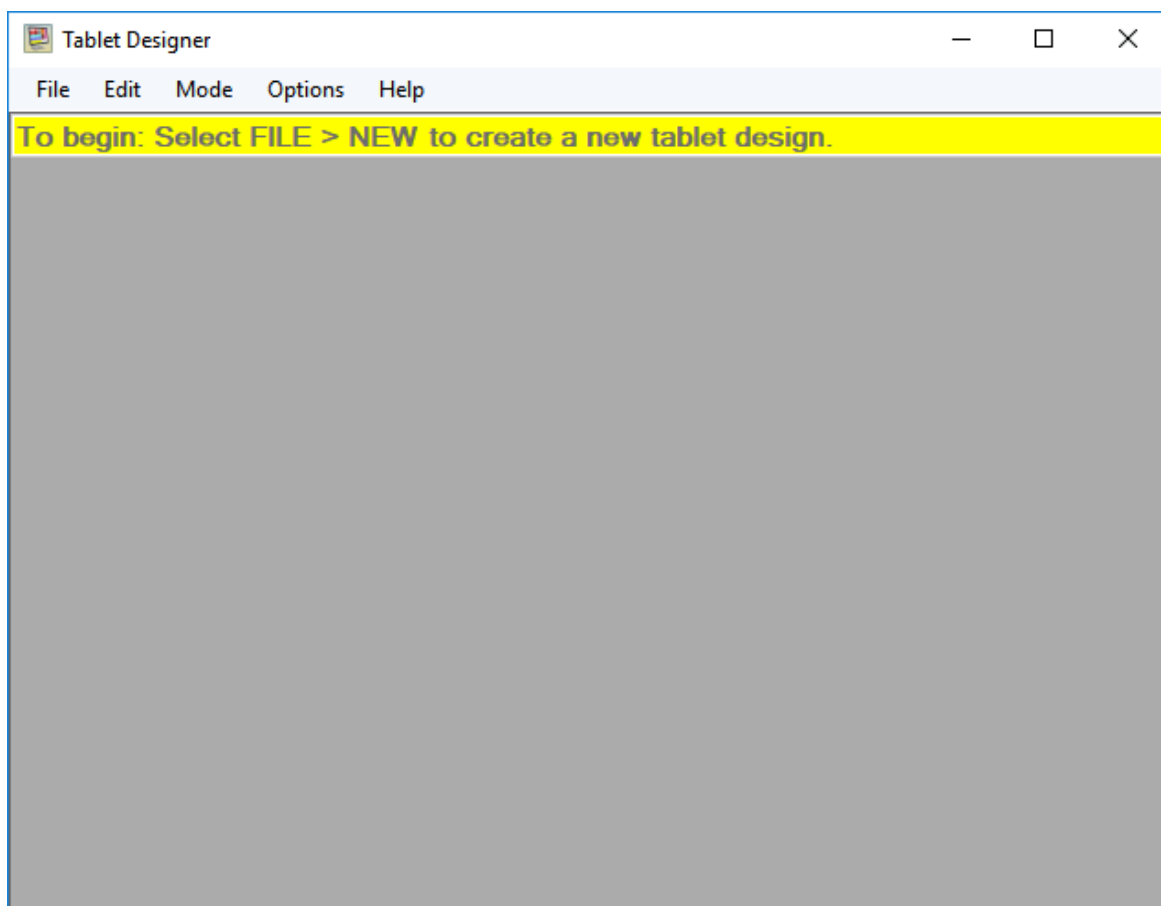 Tablet Designer
File Edit Mode Options Help
To begin: Select FILE > NEW to create a new tablet design.